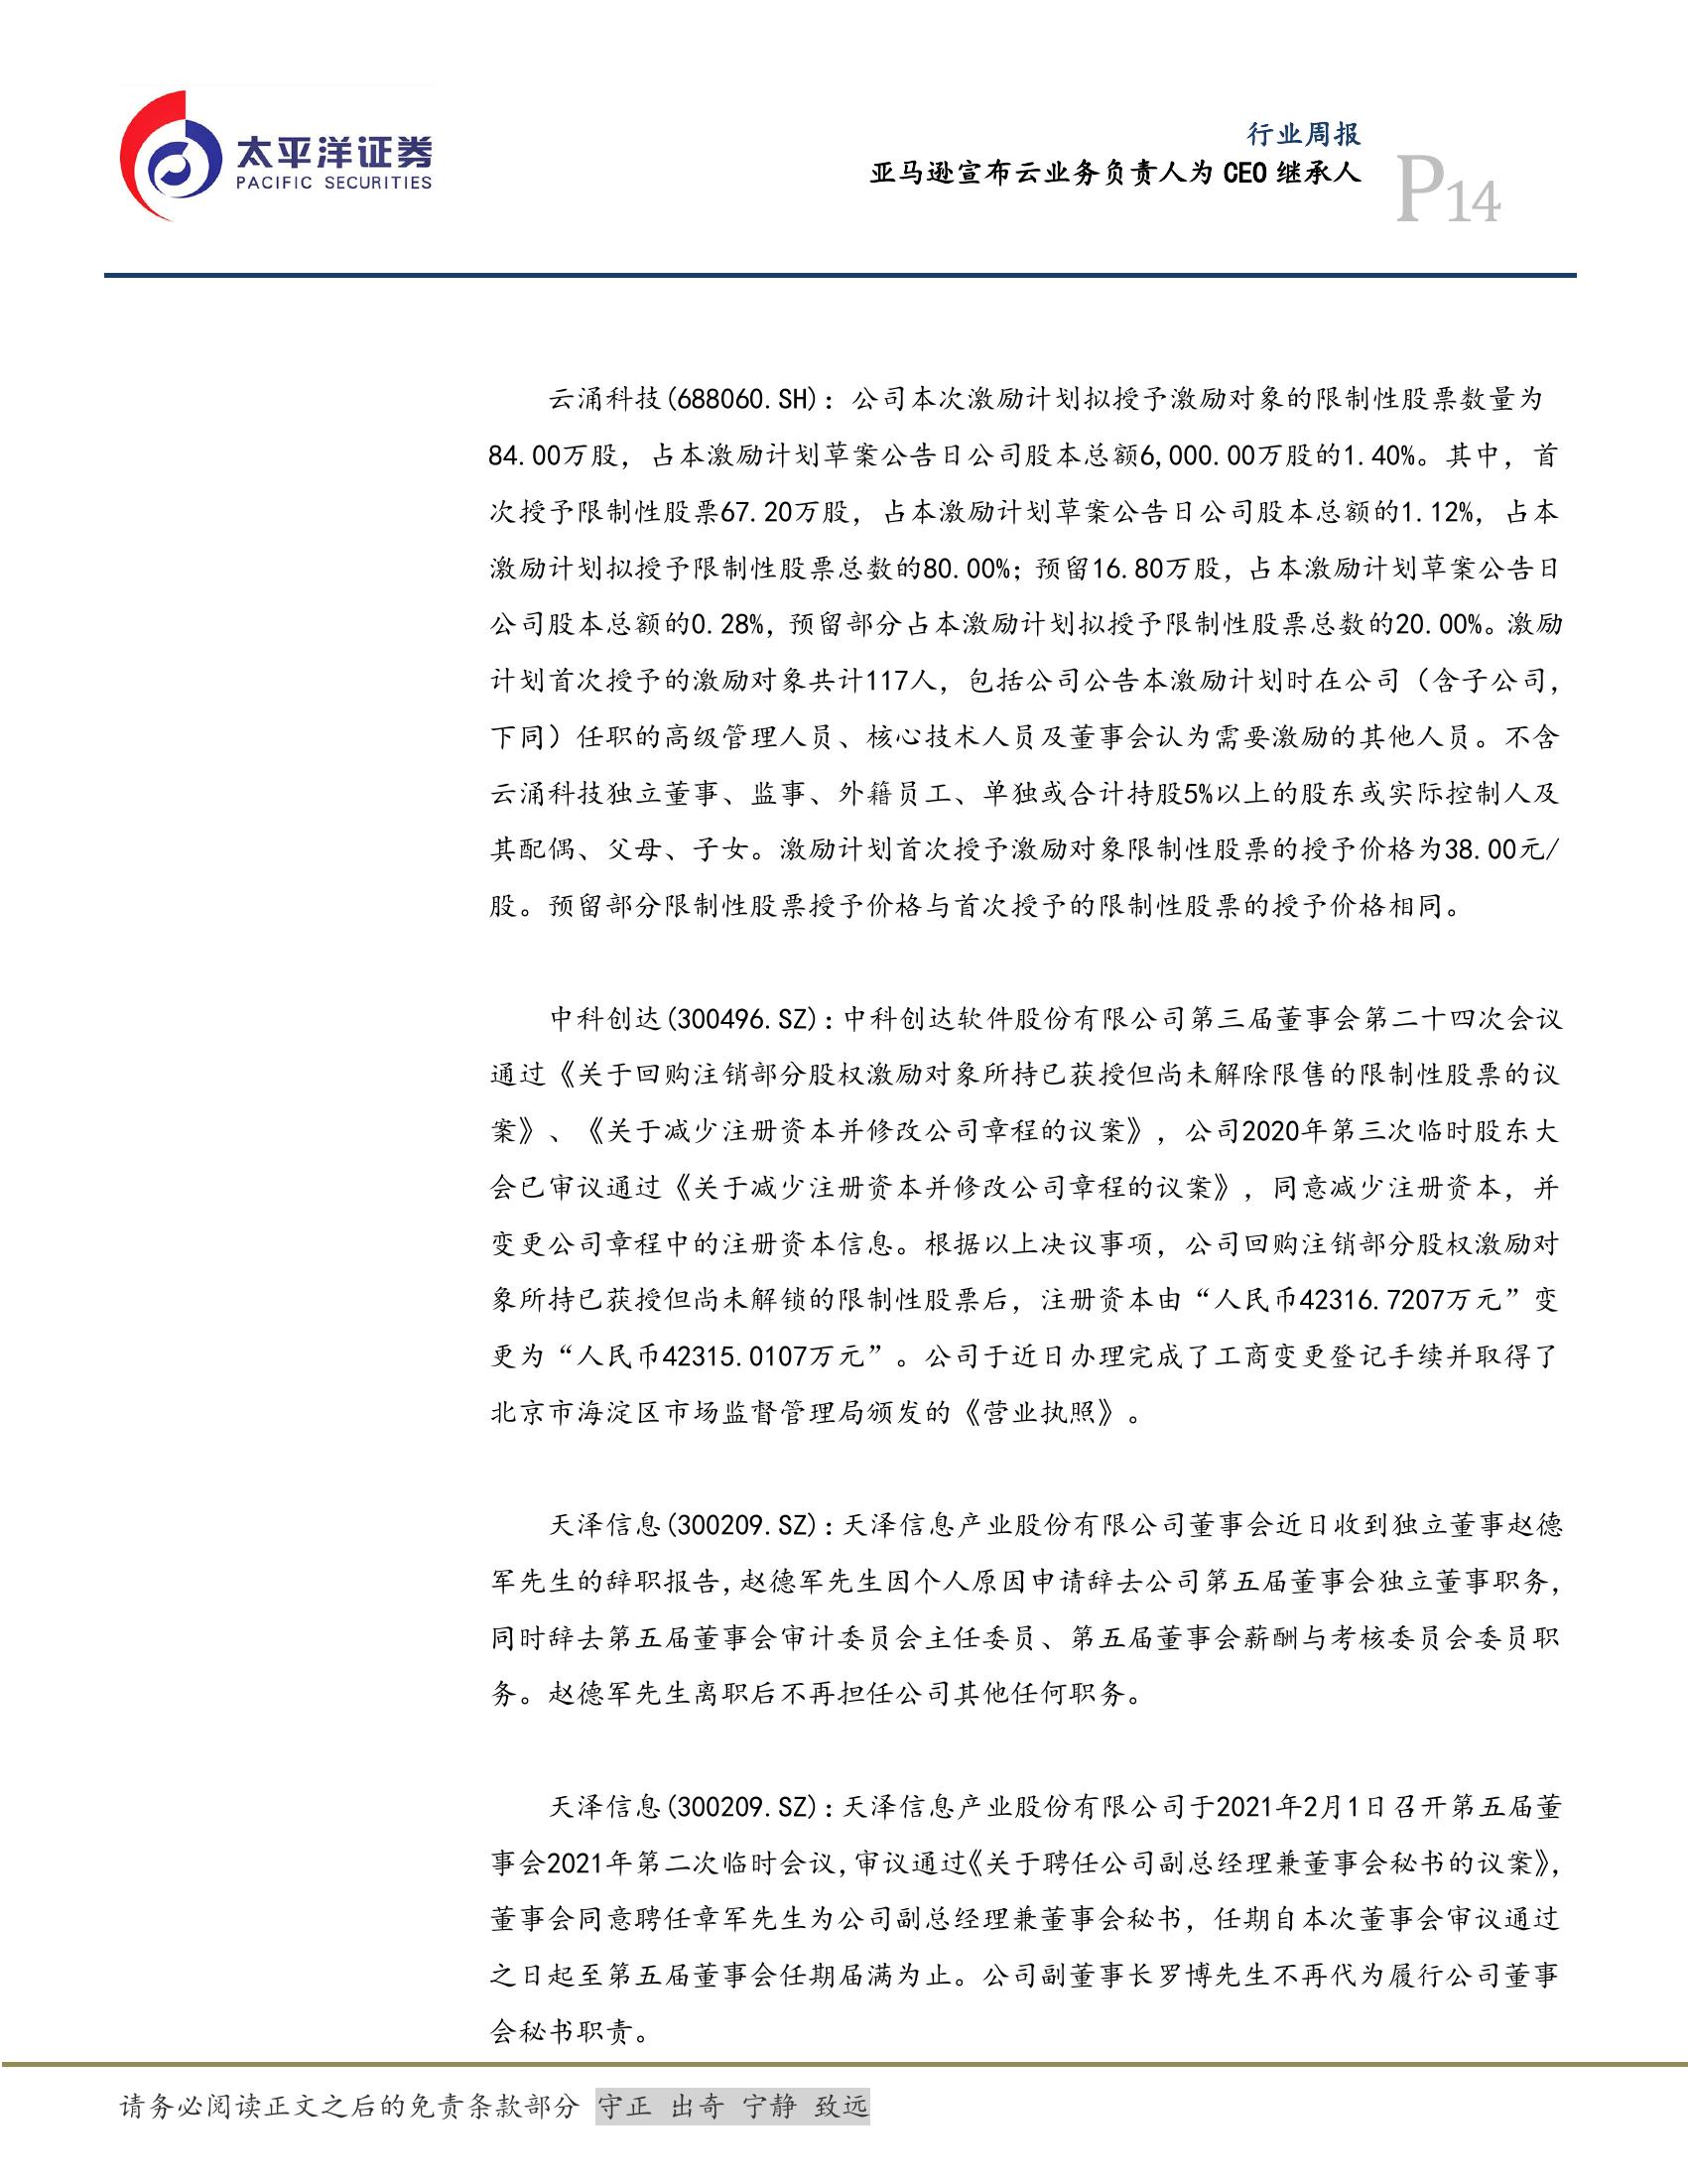 太平洋证券
PACIFIC SECURITIES
行业周报
亚马逊宣布云业务负责人为 CEO 继承人
P14
云涌科技(688060.SH)：公司本次激励计划拟授予激励对象的限制性股票数量为
84.00万股，占本激励计划草案公告日公司股本总额6,000.00万股的1.40%。其中，首
次授予限制性股票67.20万股，占本激励计划草案公告日公司股本总额的1.12%，占本
激励计划拟授予限制性股票总数的80.00%；预留16.80万股，占本激励计划草案公告日
公司股本总额的0.28%，预留部分占本激励计划拟授予限制性股票总数的20.00%。激励
计划首次授予的激励对象共计117人，包括公司公告本激励计划时在公司（含子公司，
下同）任职的高级管理人员、核心技术人员及董事会认为需要激励的其他人员。不含
云涌科技独立董事、监事、外籍员工、单独或合计持股5%以上的股东或实际控制人及
其配偶、父母、子女。激励计划首次授予激励对象限制性股票的授予价格为38.00元/
股。预留部分限制性股票授予价格与首次授予的限制性股票的授予价格相同。
中科创达(300496.SZ)：中科创达软件股份有限公司第三届董事会第二十四次会议
通过《关于回购注销部分股权激励对象所持已获授但尚未解除限售的限制性股票的议
案》、《关于减少注册资本并修改公司章程的议案》，公司2020年第三次临时股东大
会已审议通过《关于减少注册资本并修改公司章程的议案》，同意减少注册资本，并
变更公司章程中的注册资本信息。根据以上决议事项，公司回购注销部分股权激励对
象所持已获授但尚未解锁的限制性股票后，注册资本由“人民币42316.7207万元”变
更为“人民币42315.0107万元”。公司于近日办理完成了工商变更登记手续并取得了
北京市海淀区市场监督管理局颁发的《营业执照》。
天泽信息(300209.SZ)：天泽信息产业股份有限公司董事会近日收到独立董事赵德
军先生的辞职报告，赵德军先生因个人原因申请辞去公司第五届董事会独立董事职务，
同时辞去第五届董事会审计委员会主任委员、第五届董事会薪酬与考核委员会委员职
务。赵德军先生离职后不再担任公司其他任何职务。
天泽信息(300209.SZ)：天泽信息产业股份有限公司于2021年2月1日召开第五届董
事会2021年第二次临时会议，审议通过《关于聘任公司副总经理兼董事会秘书的议案》，
董事会同意聘任章军先生为公司副总经理兼董事会秘书，任期自本次董事会审议通过
之日起至第五届董事会任期届满为止。公司副董事长罗博先生不再代为履行公司董事
会秘书职责。
请务必阅读正文之后的免责条款部分 守正 出奇 宁静 致远